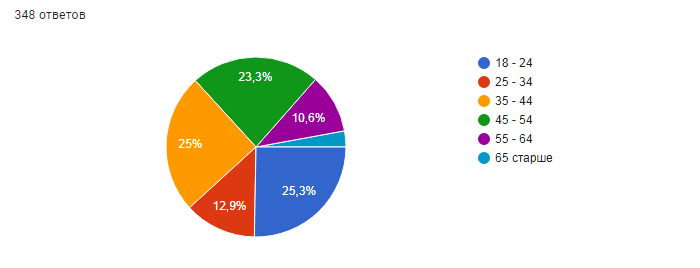 348 ответов
23,3%
10,6%
25%
25,3%
12,9%
18 - 24
25 - 34
35 - 44
45 - 54
55 - 64
65 старше